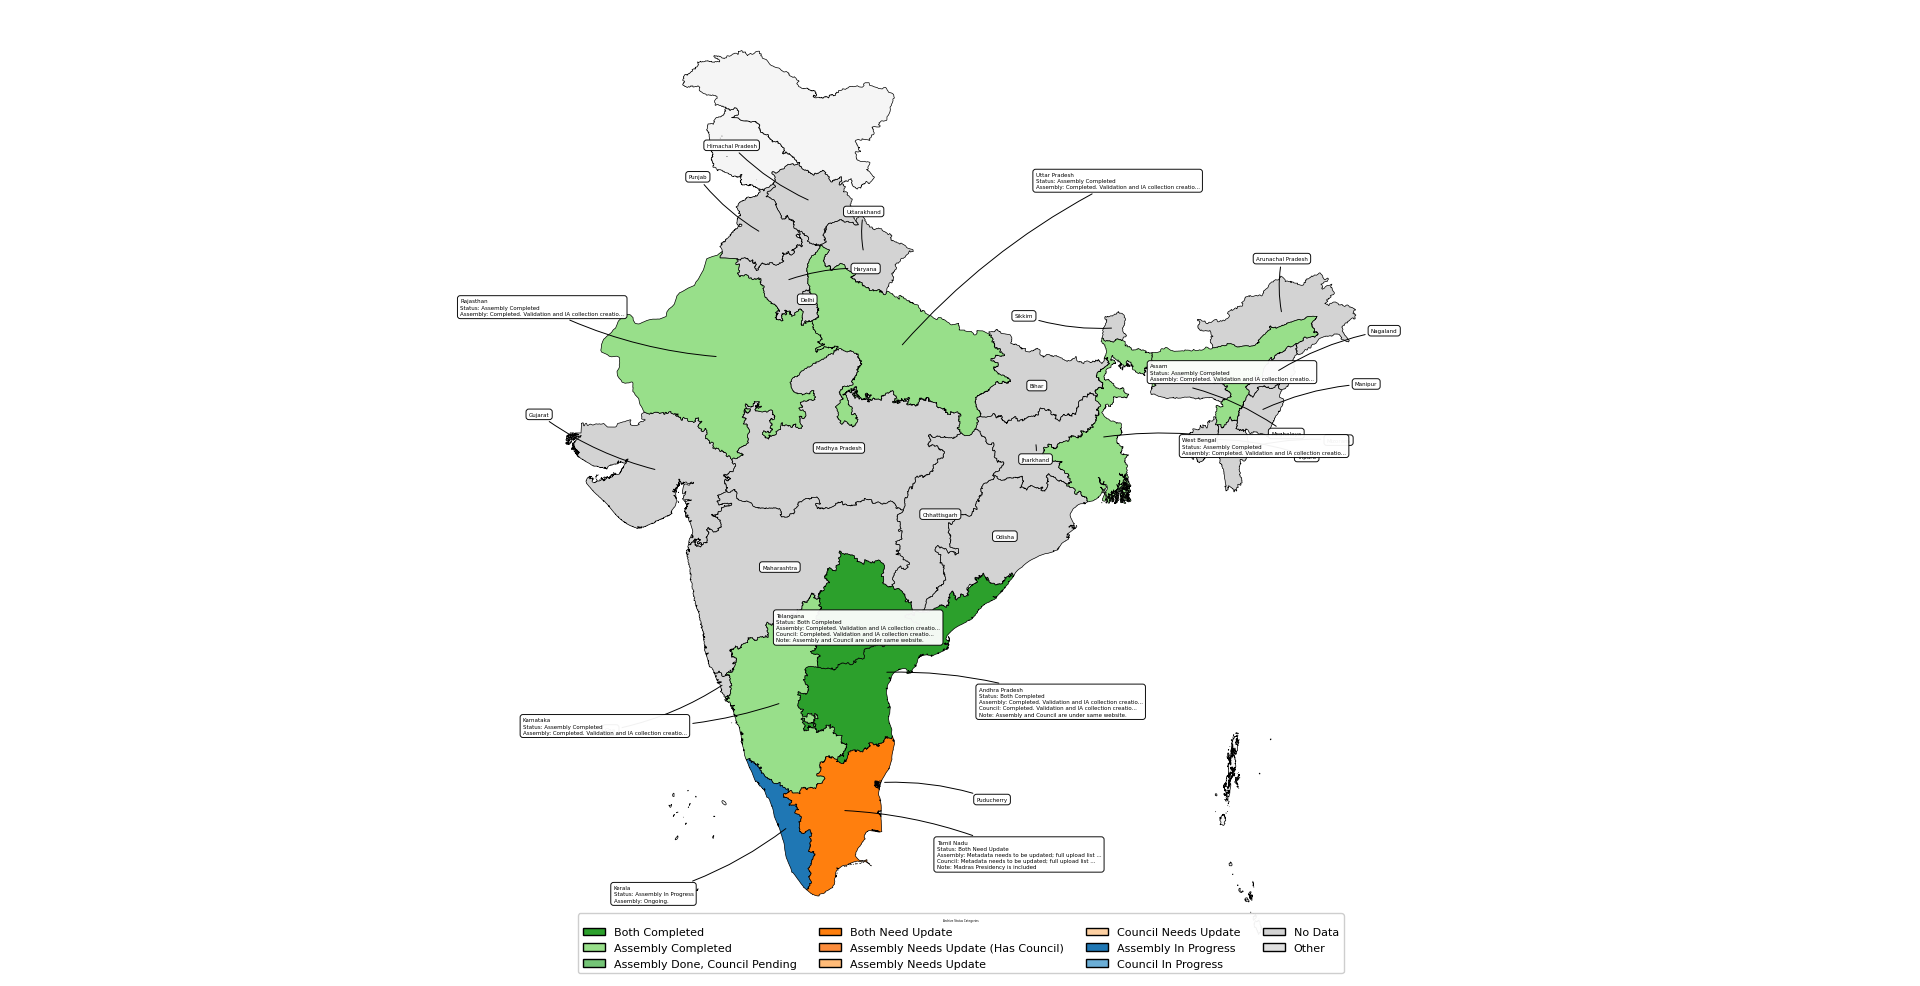 Himachal Pradesh
Punjab
Uttar Pradesh
Status: Assembly Completed
Assembly: Completed. Validation and IA collection creatio...
Uttarakhand
Arunachal Pradesh
Haryana
Delhi
Rajasthan
Status: Assembly Completed
Assembly: Completed. Validation and IA collection creatio...
Sikkim
Nagaland
Assam
Status: Assembly Completed
Assembly: Completed. Validation and IA collection creatio...
Bihar
Manipur
Gujarat
Madhya Pradesh
West Bengal
Status: Assembly Completed
Assembly: Completed. Validation and IA collection creatio...
Jharkhand
Chhattisgarh
Odisha
Maharashtra
Telangana
Status: Both Completed
Assembly: Completed. Validation and IA collection creatio...
Council: Completed. Validation and IA collection creatio...
Note: Assembly and Council are under same website.
Andhra Pradesh
Status: Both Completed
Assembly: Completed. Validation and IA collection creatio...
Council: Completed. Validation and IA collection creatio...
Note: Assembly and Council are under same website.
Karnataka
Status: Assembly Completed
Assembly: Completed. Validation and IA collection creatio...
Puducherry
Tamil Nadu
Status: Both Need Update
Assembly: Metadata needs to be updated; full upload list ...
Council: Metadata needs to be updated; full upload list ...
Note: Madras Presidency is included
Kerala
Status: Assembly In Progress
Assembly: Ongoing.
Archive Status Categories
Both Completed
Assembly Completed
Assembly Done, Council Pending
Both Need Update
Assembly Needs Update (Has Council)
Assembly Needs Update
Council Needs Update
Assembly In Progress
Council In Progress
No Data
Other